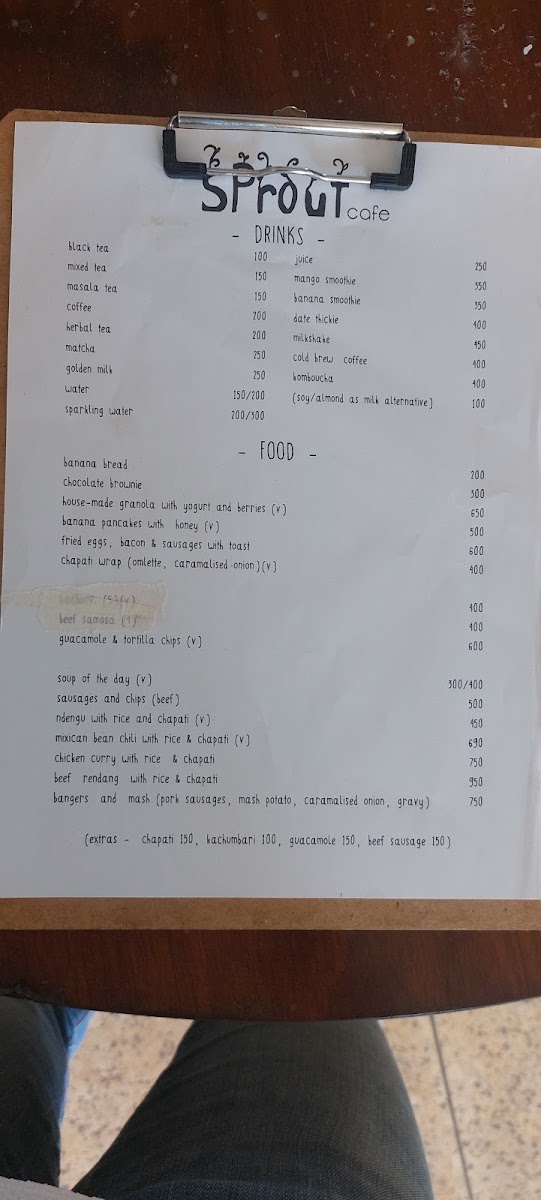 sprout cafe
- DRINKS -
black tea 100
mixed tea 150
masala tea 150
coffee 200
herbal tea 200
matcha 250
golden milk 250
water 150/200
sparkling water 200/300
juice 250
mango smoothie 350
banana smoothie 350
date thickie 400
milkshake 450
cold brew coffee 400
komboucha 400
(soy/almond as milk alternative) 100
- FOOD -
banana bread 200
chocolate brownie 300
house-made granola with yogurt and berries (v) 650
banana pancakes with honey (v) 500
fried eggs, bacon & sausages with toast 600
chapati wrap (omlette, caramalised onion)(v) 400
400
beef samosa 400
guacamole & tortilla chips (v) 600
soup of the day (v) 300/400
sausages and chips (beef) 500
ndengu with rice and chapati (v) 450
mixican bean chili with rice & chapati (v) 690
chicken curry with rice & chapati 750
beef rendang with rice & chapati 950
bangers and mash (pork sausages, mash potato, caramalised onion, gravy) 750
(extras - chapati 150, kachumbari 100, guacamole 150, beef sausage 150)